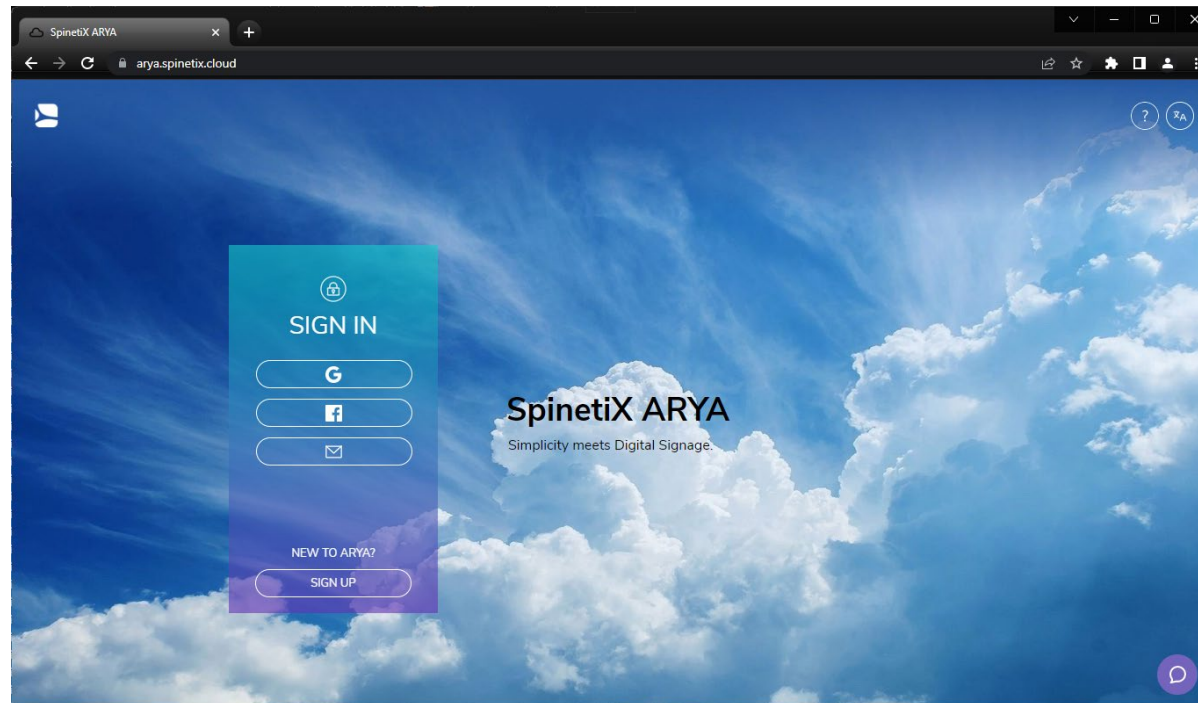 SpinetiX ARYA
arya.spinetix.cloud
?
SIGN IN
G
f
SpinetiX ARYA
Simplicity meets Digital Signage.
NEW TO ARYA?
SIGN UP